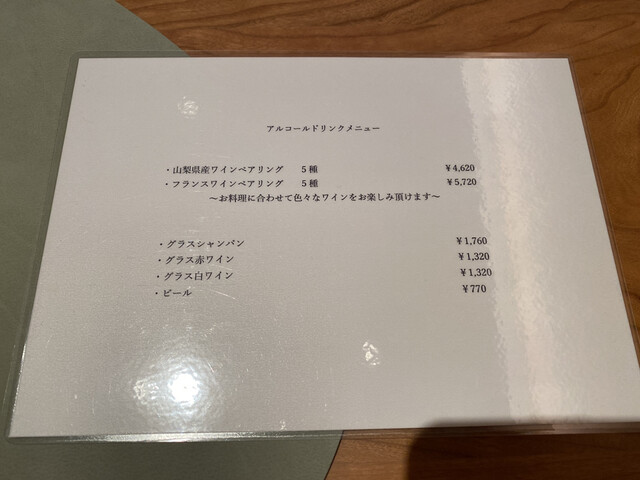 アルコールドリンクメニュー
・山梨県産ワインペアリング 5種 ¥4,620
・フランスワインペアリング 5種 ¥5,720
～お料理に合わせて色々なワインをお楽しみ頂けます～
・グラスシャンパン ¥1,760
・グラス赤ワイン ¥1,320
・グラス白ワイン ¥1,320
・ビール ¥770